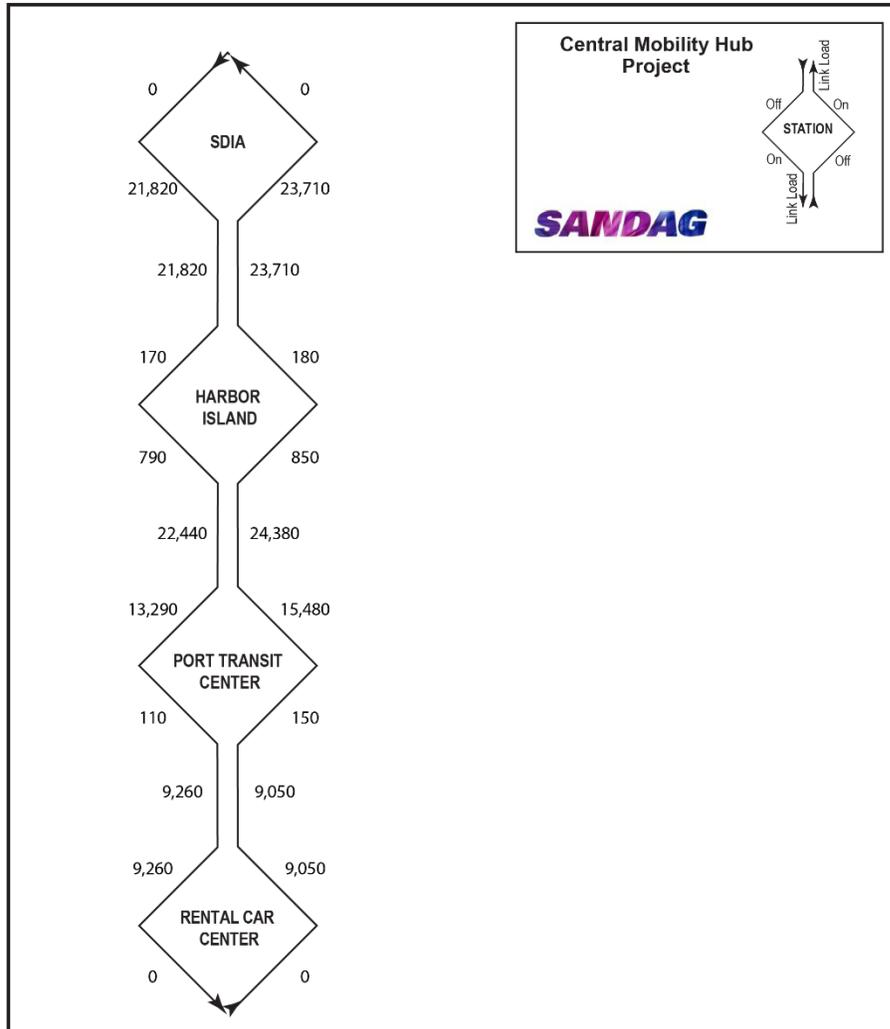 Central Mobility Hub
Project
Link Load
Off
On
STATION
On
Off
Link Load
SANDAG
0
0
SDIA
21,820
23,710
21,820
23,710
170
180
HARBOR
ISLAND
790
850
22,440
24,380
13,290
15,480
PORT TRANSIT
CENTER
110
150
9,260
9,050
9,260
9,050
RENTAL CAR
CENTER
0
0